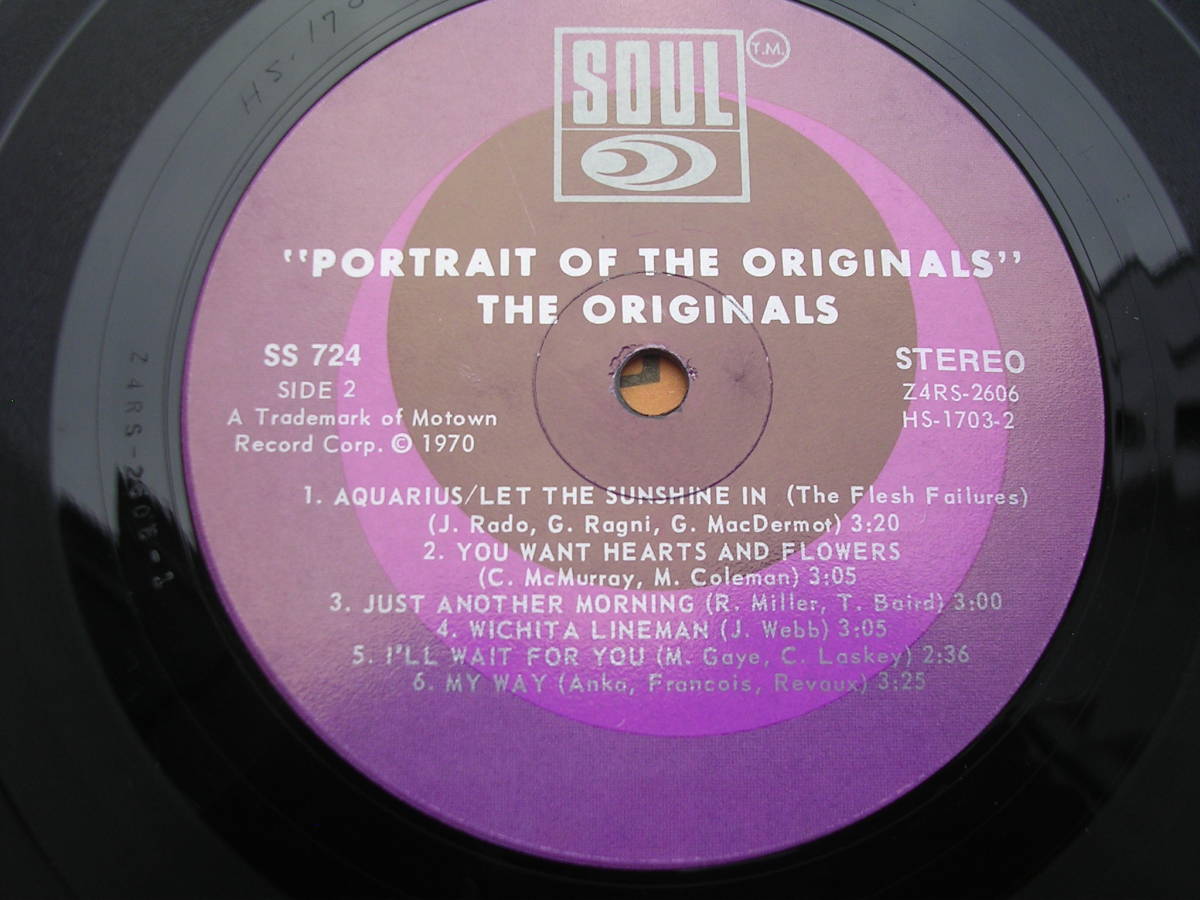 HS-170
SOUL T.M.
"PORTRAIT OF THE ORIGINALS"
THE ORIGINALS
SS 724
SIDE 2
A Trademark of Motown
Record Corp. © 1970
STEREO
Z4RS-2606
HS-1703-2
1. AQUARIUS/LET THE SUNSHINE IN (The Flesh Failures)
(J. Rado, G. Ragni, G. MacDermot) 3:20
2. YOU WANT HEARTS AND FLOWERS
(C. McMurray, M. Coleman) 3:05
3. JUST ANOTHER MORNING (R. Miller, T. Baird) 3:00
4. WICHITA LINEMAN (J. Webb) 3:05
5. I'LL WAIT FOR YOU (M. Gaye, C. Laskey) 2:36
6. MY WAY (Anka, Francois, Revaux) 3:25